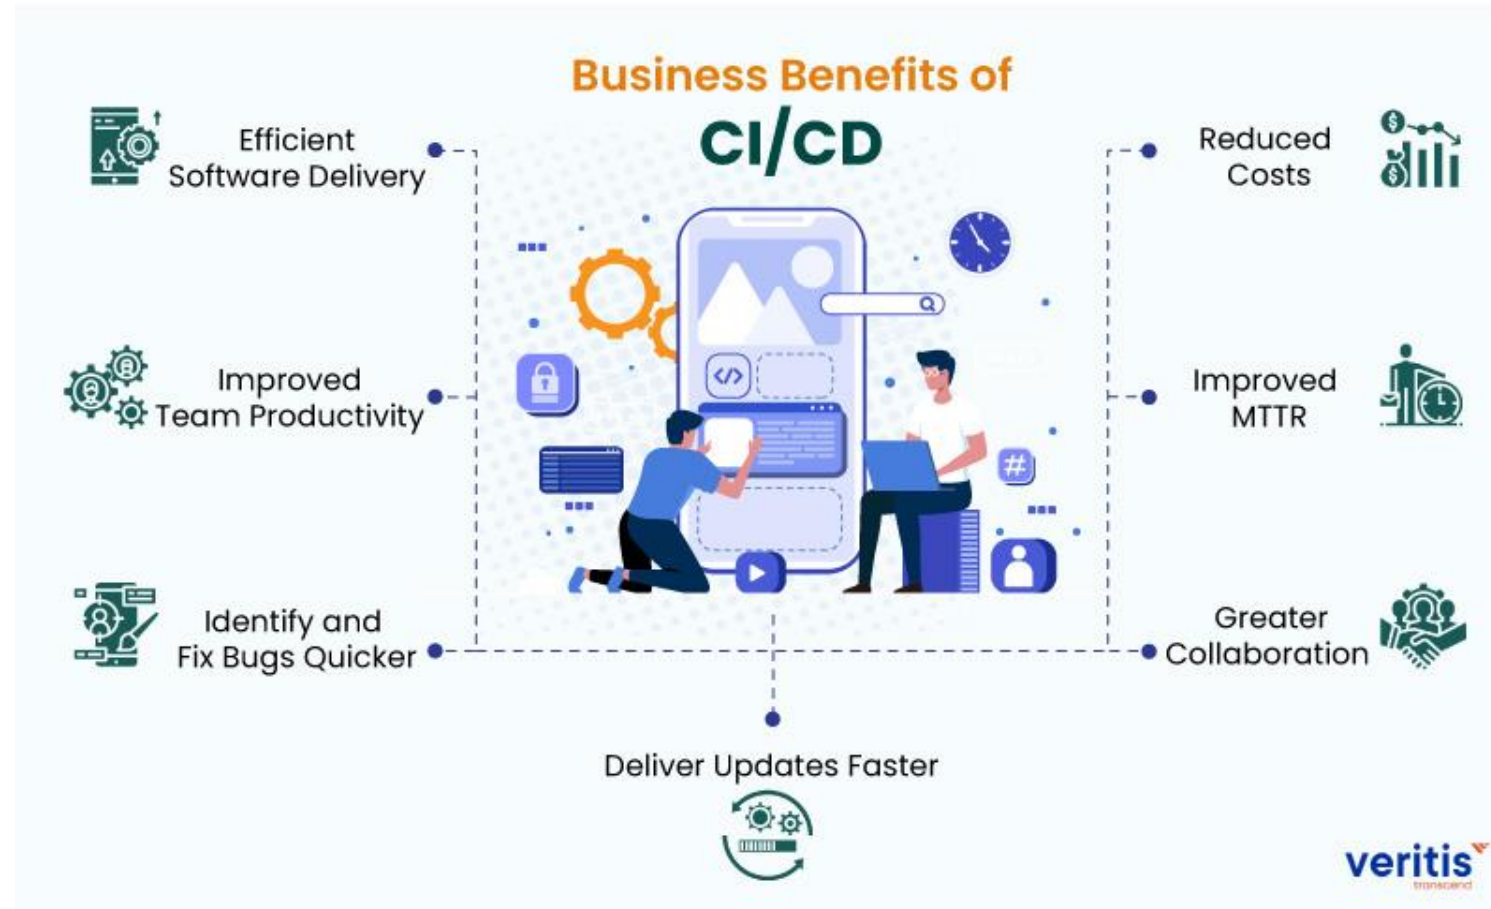 Business Benefits of
CI/CD
Efficient
Software Delivery
Improved
Team Productivity
Identify and
Fix Bugs Quicker
Reduced
Costs
Improved
MTTR
Greater
Collaboration
Deliver Updates Faster
veritis
transcend